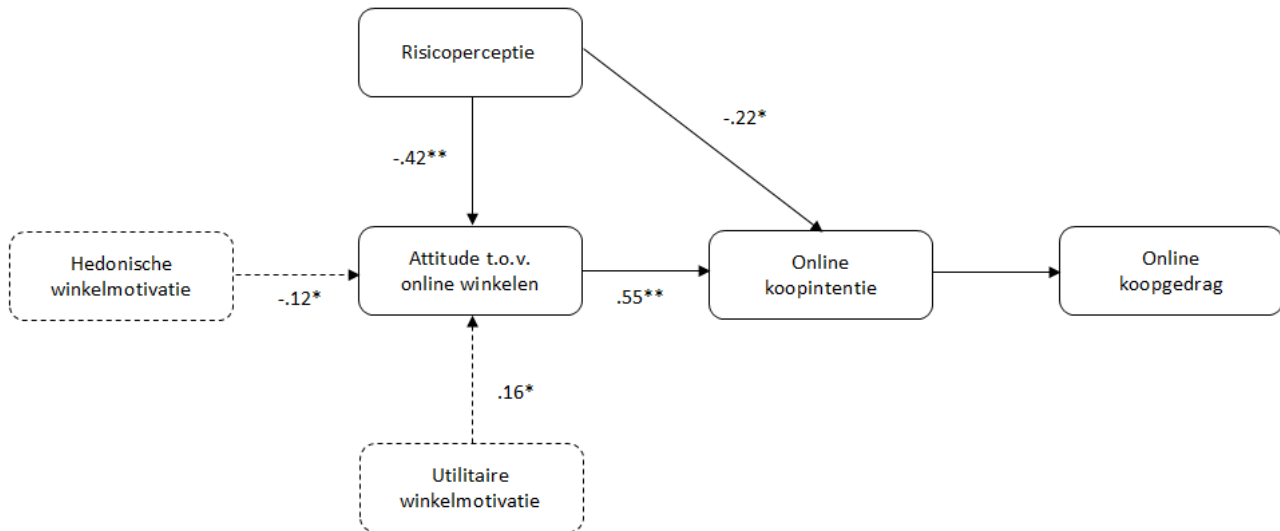 Risicoperceptie
-.22*
-.42**
Hedonische
winkelmotivatie
-.12*
Attitude t.o.v.
online winkelen
.55**
Online
koopintentie
Online
koopgedrag
.16*
Utilitaire
winkelmotivatie